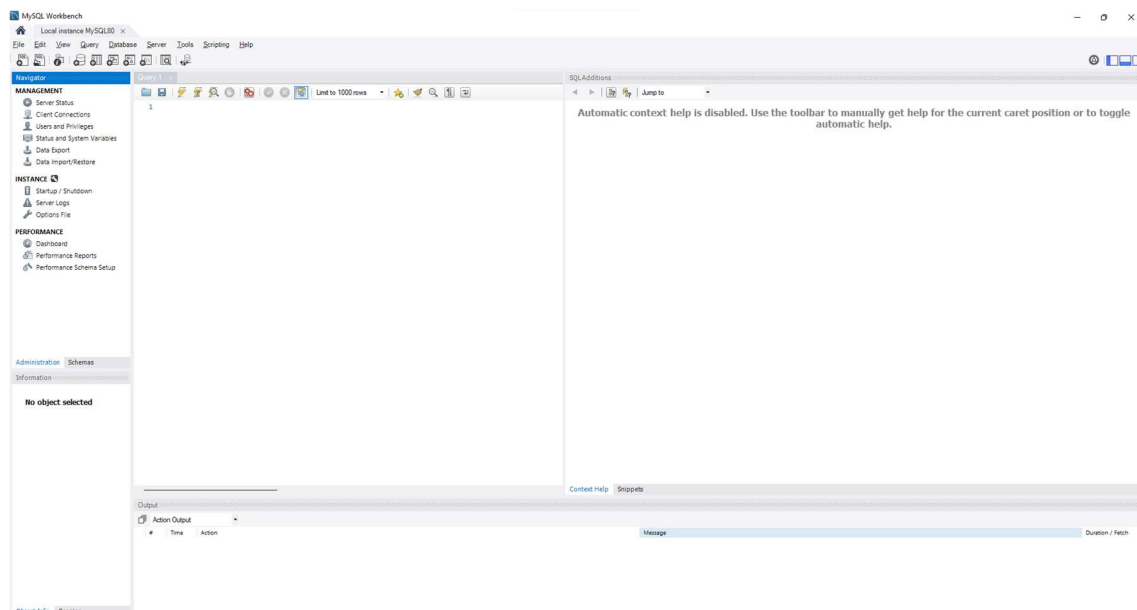 MySQL Workbench
Local instance MySQL80
File Edit View Query Database Server Tools Scripting Help
Navigator
Query 1
SQLAdditions
MANAGEMENT
Server Status
Client Connections
Users and Privileges
Status and System Variables
Data Export
Data Import/Restore
INSTANCE
Startup / Shutdown
Server Logs
Options File
PERFORMANCE
Dashboard
Performance Reports
Performance Schema Setup
Administration Schemas
Information
No object selected
Limit to 1000 rows
1
Jump to
Automatic context help is disabled. Use the toolbar to manually get help for the current caret position or to toggle
automatic help.
Context Help Snippets
Output
Action Output
# Time Action Message Duration / Fetch